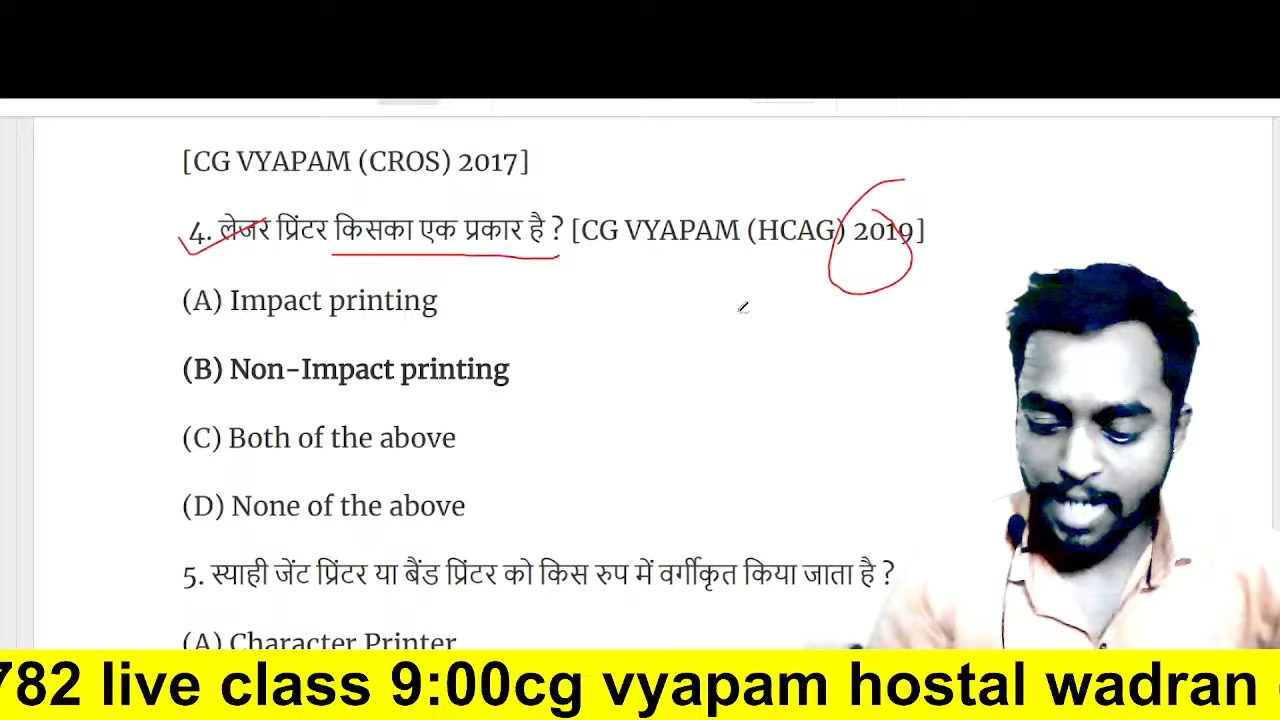 [CG VYAPAM (CROS) 2017]
4. लेजर प्रिंटर किसका एक प्रकार है ? [CG VYAPAM (HCAG) 2019]
(A) Impact printing
(B) Non-Impact printing
(C) Both of the above
(D) None of the above
5. स्याही जेंट प्रिंटर या बैंड प्रिंटर को किस रुप में वर्गीकृत किया जाता है ?
(A) Character Printer
782 live class 9:00cg vyapam hostal wadran